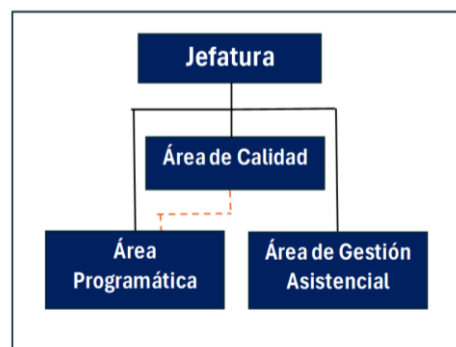 Jefatura
Área de Calidad
Área
Programática
Área de Gestión
Asistencial